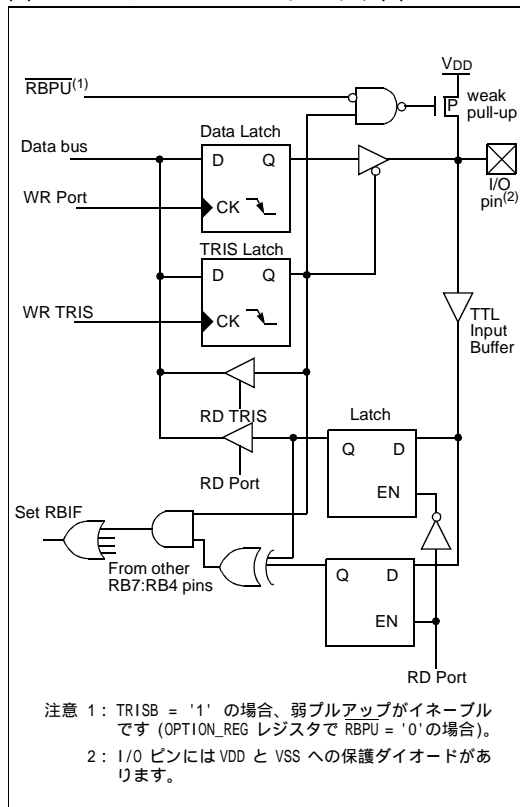 VDD
RBPU(1)
P
weak
pull-up
Data Latch
Data bus
D
Q
WR Port
CK
I/O
pin(2)
TRIS Latch
D
Q
WR TRIS
CK
TTL
Input
Buffer
RD TRIS
Latch
Q
D
RD Port
EN
Set RBIF
From other
RB7:RB4 pins
Q
D
EN
RD Port
注意 1: TRISB = '1' の場合、弱プルアップがイネーブル
です (OPTION_REG レジスタで RBPU = '0'の場合)。
2: I/O ピンには VDD と VSS への保護ダイオードがあ
ります。